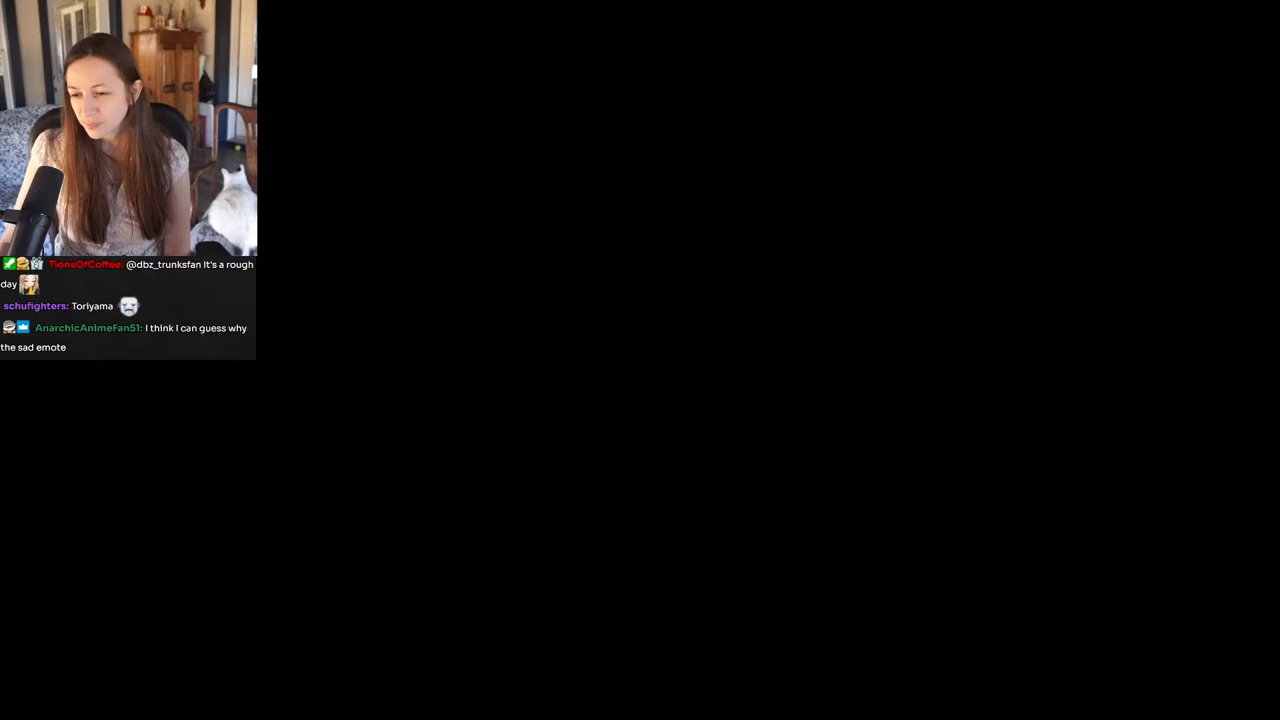 TionsOfCoffee: @dbz_trunksfan It's a rough
day
schufighters: Toriyama
AnarchicAnimeFan51: I think I can guess why
the sad emote